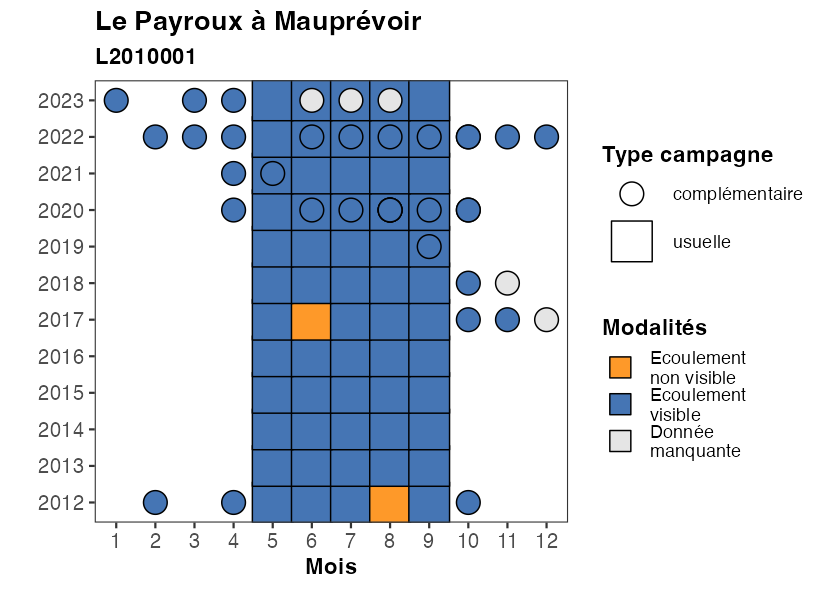 Le Payroux à Mauprévoir
L2010001
2023
2022
2021
2020
2019
2018
2017
2016
2015
2014
2013
2012
1 2 3 4 5 6 7 8 9 10 11 12
Mois
Type campagne
complémentaire
usuelle
Modalités
Ecoulement
non visible
Ecoulement
visible
Donnée
manquante